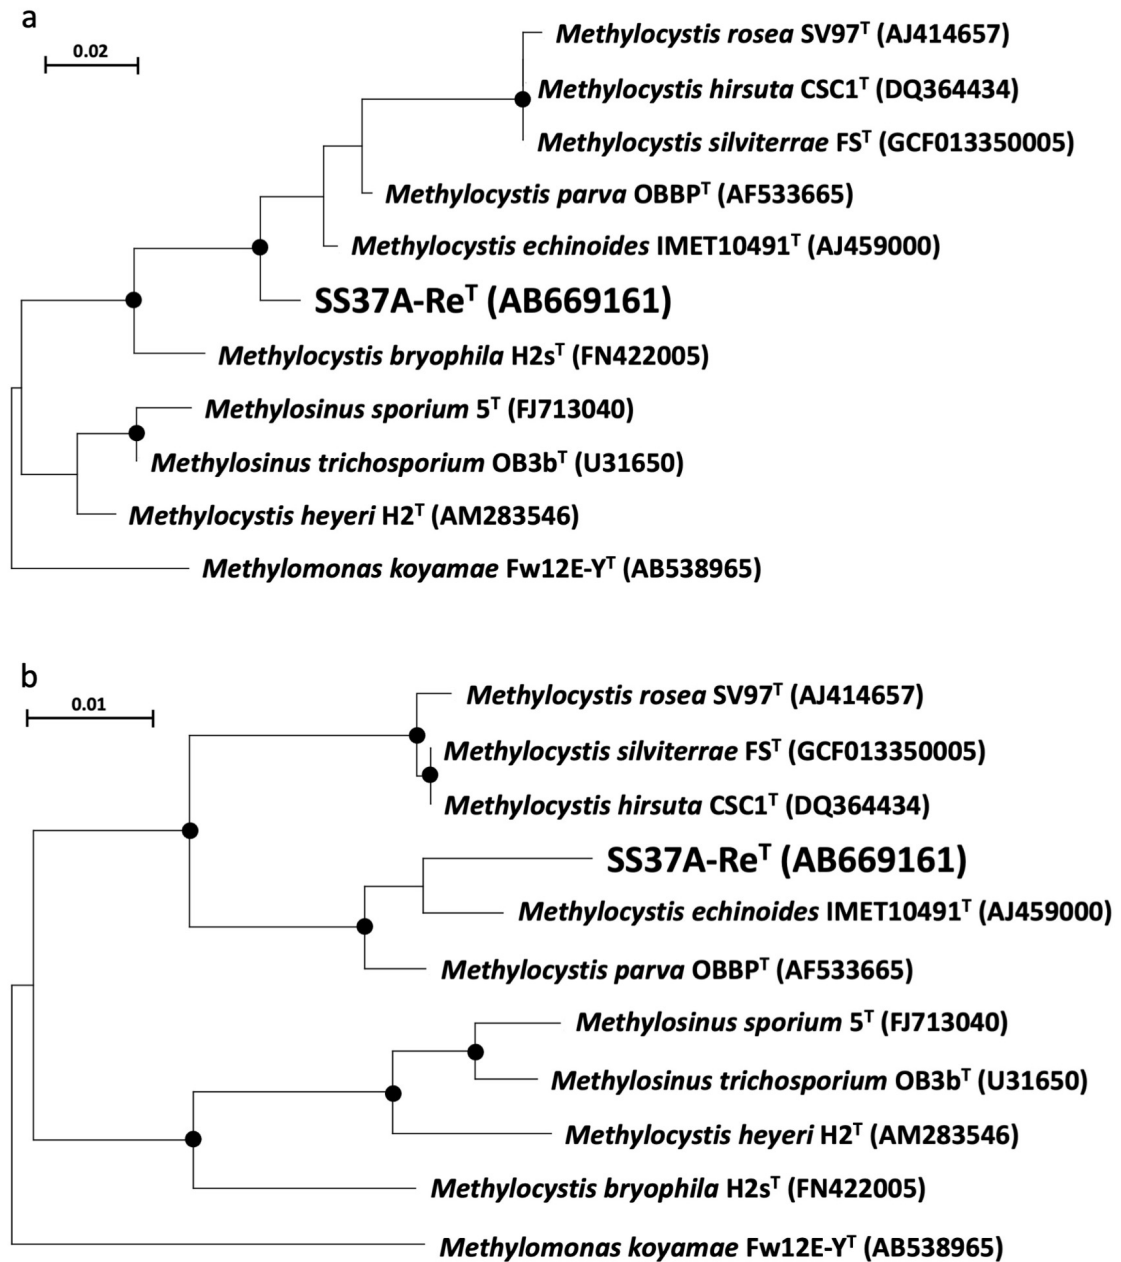 a
0.02
Methylocystis rosea SV97ᵀ (AJ414657)
Methylocystis hirsuta CSC1ᵀ (DQ364434)
Methylocystis silviterrae FSᵀ (GCF013350005)
Methylocystis parva OBBPᵀ (AF533665)
Methylocystis echinoides IMET10491ᵀ (AJ459000)
SS37A-Reᵀ (AB669161)
Methylocystis bryophila H2sᵀ (FN422005)
Methylosinus sporium 5ᵀ (FJ713040)
Methylosinus trichosporium OB3bᵀ (U31650)
Methylocystis heyeri H2ᵀ (AM283546)
Methylomonas koyamae Fw12E-Yᵀ (AB538965)
b
0.01
Methylocystis rosea SV97ᵀ (AJ414657)
Methylocystis silviterrae FSᵀ (GCF013350005)
Methylocystis hirsuta CSC1ᵀ (DQ364434)
SS37A-Reᵀ (AB669161)
Methylocystis echinoides IMET10491ᵀ (AJ459000)
Methylocystis parva OBBPᵀ (AF533665)
Methylosinus sporium 5ᵀ (FJ713040)
Methylosinus trichosporium OB3bᵀ (U31650)
Methylocystis heyeri H2ᵀ (AM283546)
Methylocystis bryophila H2sᵀ (FN422005)
Methylomonas koyamae Fw12E-Yᵀ (AB538965)